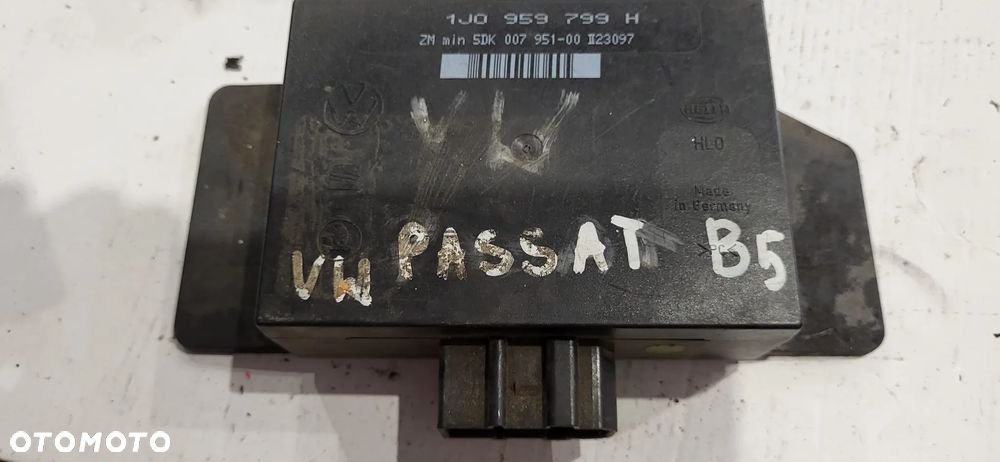 1J0 959 799 H
ZM min 5DK 007 951-00 II23097
HELLA
HLO
Made
in Germany
VW PASSAT B5
OTOMOTO